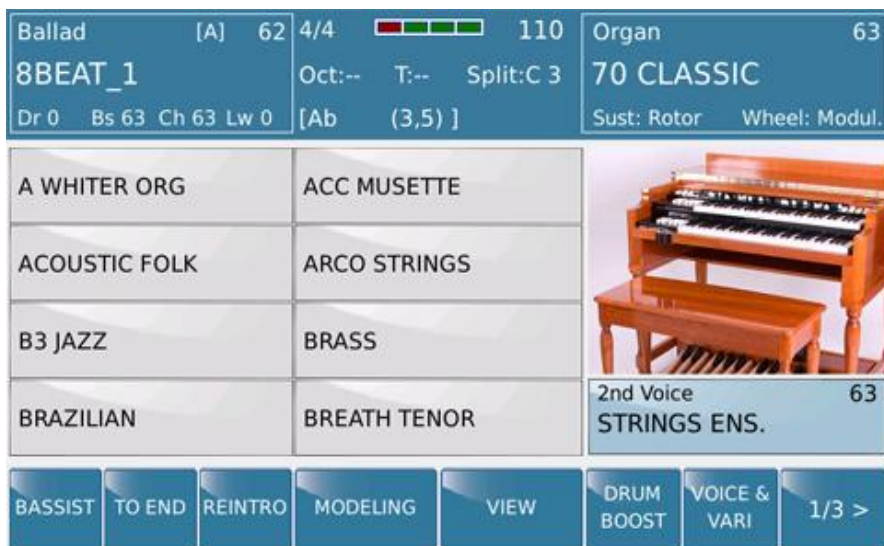 Ballad [A] 62
8BEAT_1
Dr 0 Bs 63 Ch 63 Lw 0
4/4 110
Oct:-- T:-- Split:C 3
[Ab (3,5) ]
Organ 63
70 CLASSIC
Sust: Rotor Wheel: Modul.
A WHITER ORG
ACC MUSETTE
ACOUSTIC FOLK
ARCO STRINGS
B3 JAZZ
BRASS
BRAZILIAN
BREATH TENOR
2nd Voice 63
STRINGS ENS.
BASSIST
TO END
REINTRO
MODELING
VIEW
DRUM
BOOST
VOICE &
VARI
1/3 >